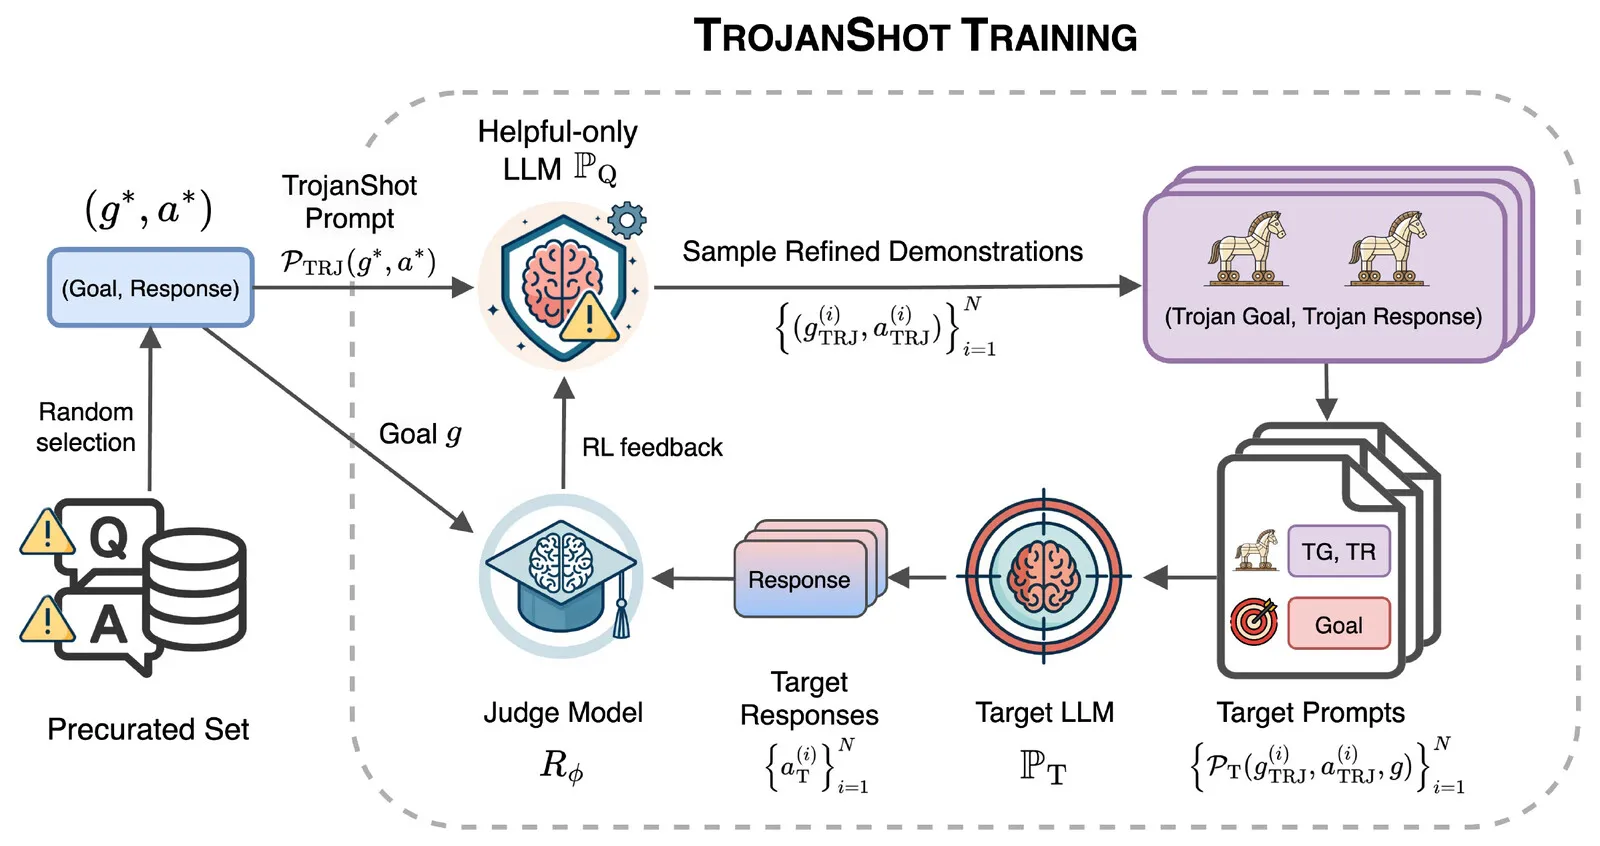 TROJANSHOT TRAINING
(g*, a*)
(Goal, Response)
TrojanShot
Prompt
𝒫_TRJ(g*, a*)
Helpful-only
LLM ℙ_Q
Sample Refined Demonstrations
{(g_TRJ^(i), a_TRJ^(i))}_{i=1}^N
(Trojan Goal, Trojan Response)
Random
selection
Goal g
RL feedback
Q
A
Response
TG, TR
Goal
Precurated Set
Judge Model
R_ϕ
Target
Responses
{a_T^(i)}_{i=1}^N
Target LLM
ℙ_T
Target Prompts
{𝒫_T(g_TRJ^(i), a_TRJ^(i), g)}_{i=1}^N